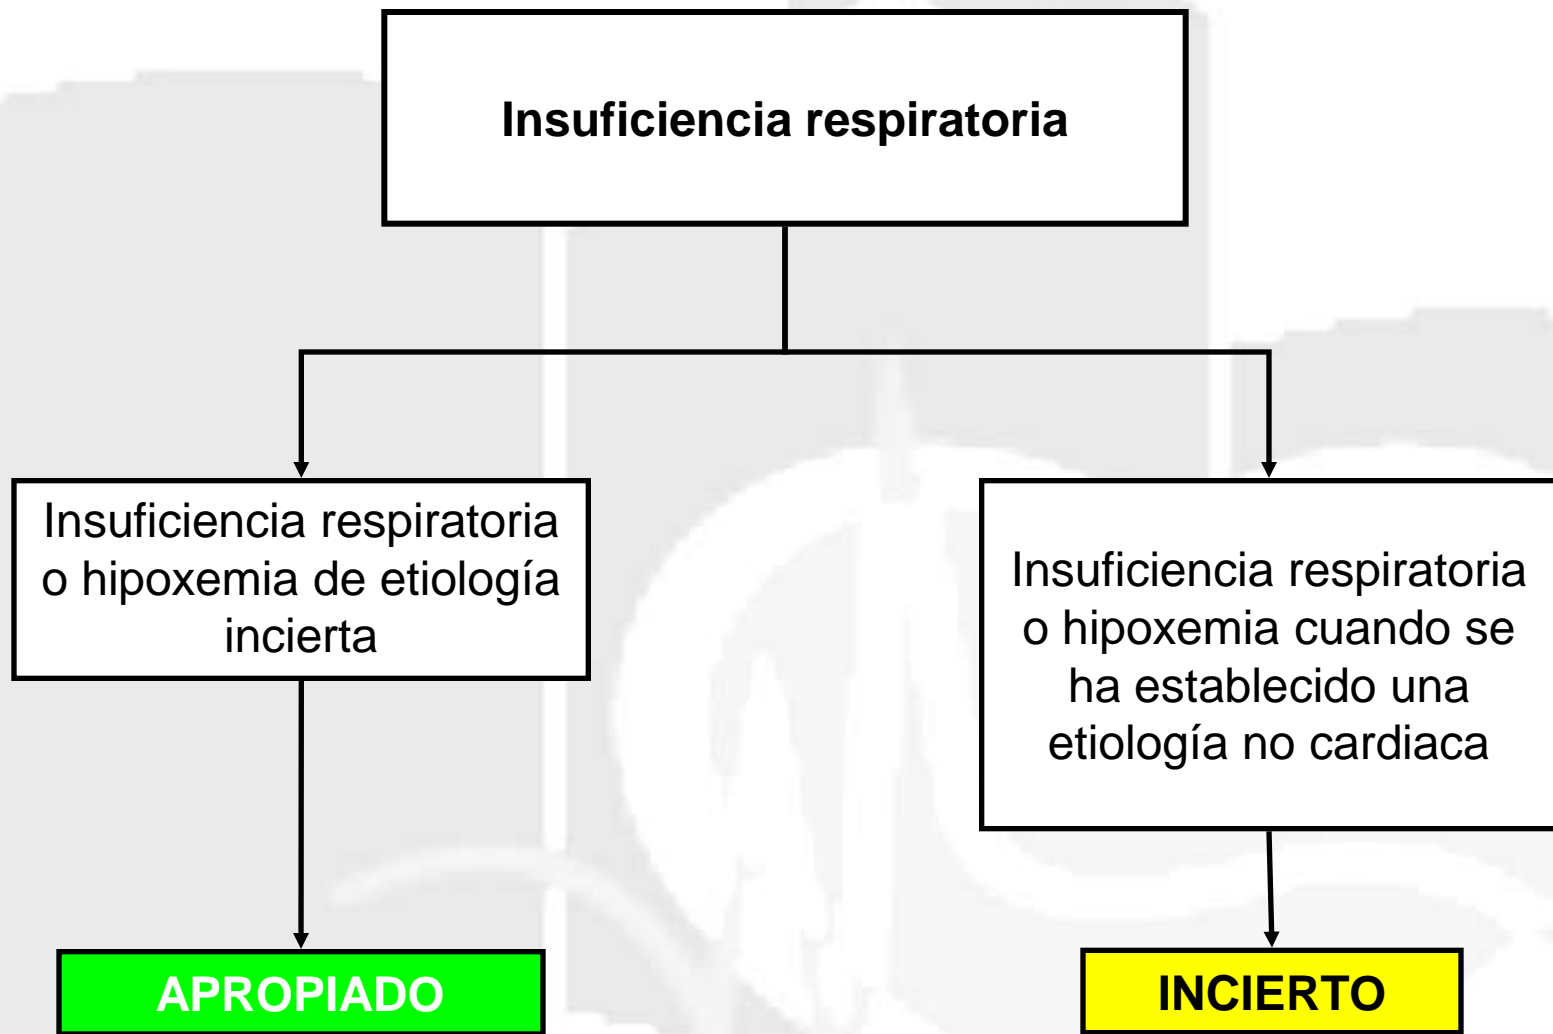 Insuficiencia respiratoria
Insuficiencia respiratoria
o hipoxemia de etiología
incierta
Insuficiencia respiratoria
o hipoxemia cuando se
ha establecido una
etiología no cardiaca
APROPIADO
INCIERTO